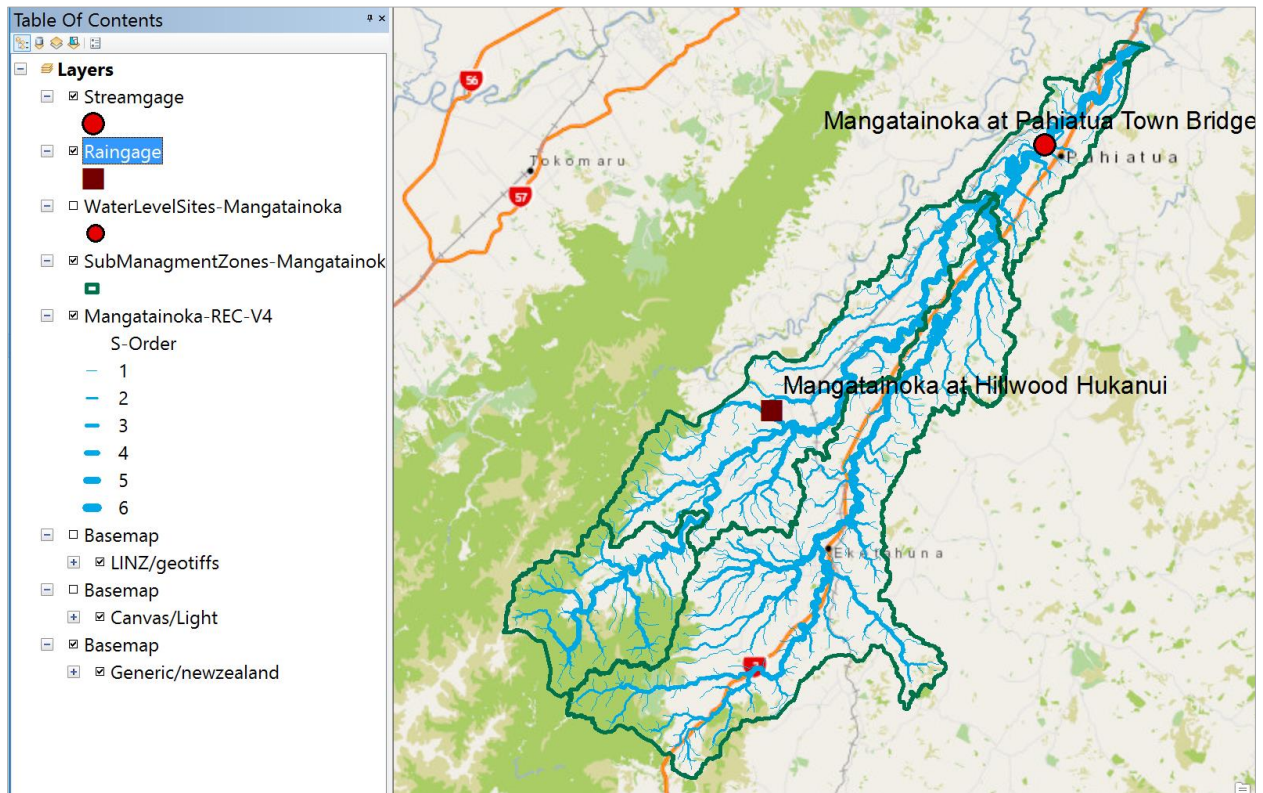 Table Of Contents
Layers
Streamgage
Raingage
WaterLevelSites-Mangatainoka
SubManagmentZones-Mangatainok
Mangatainoka-REC-V4
S-Order
1
2
3
4
5
6
Basemap
LINZ/geotiffs
Basemap
Canvas/Light
Basemap
Generic/newzealand
56
Mangatainoka at Pahiatua Town Bridge
Tokomaru
Pahiatua
57
Mangatainoka at Hillwood Hukanui
Eketahuna